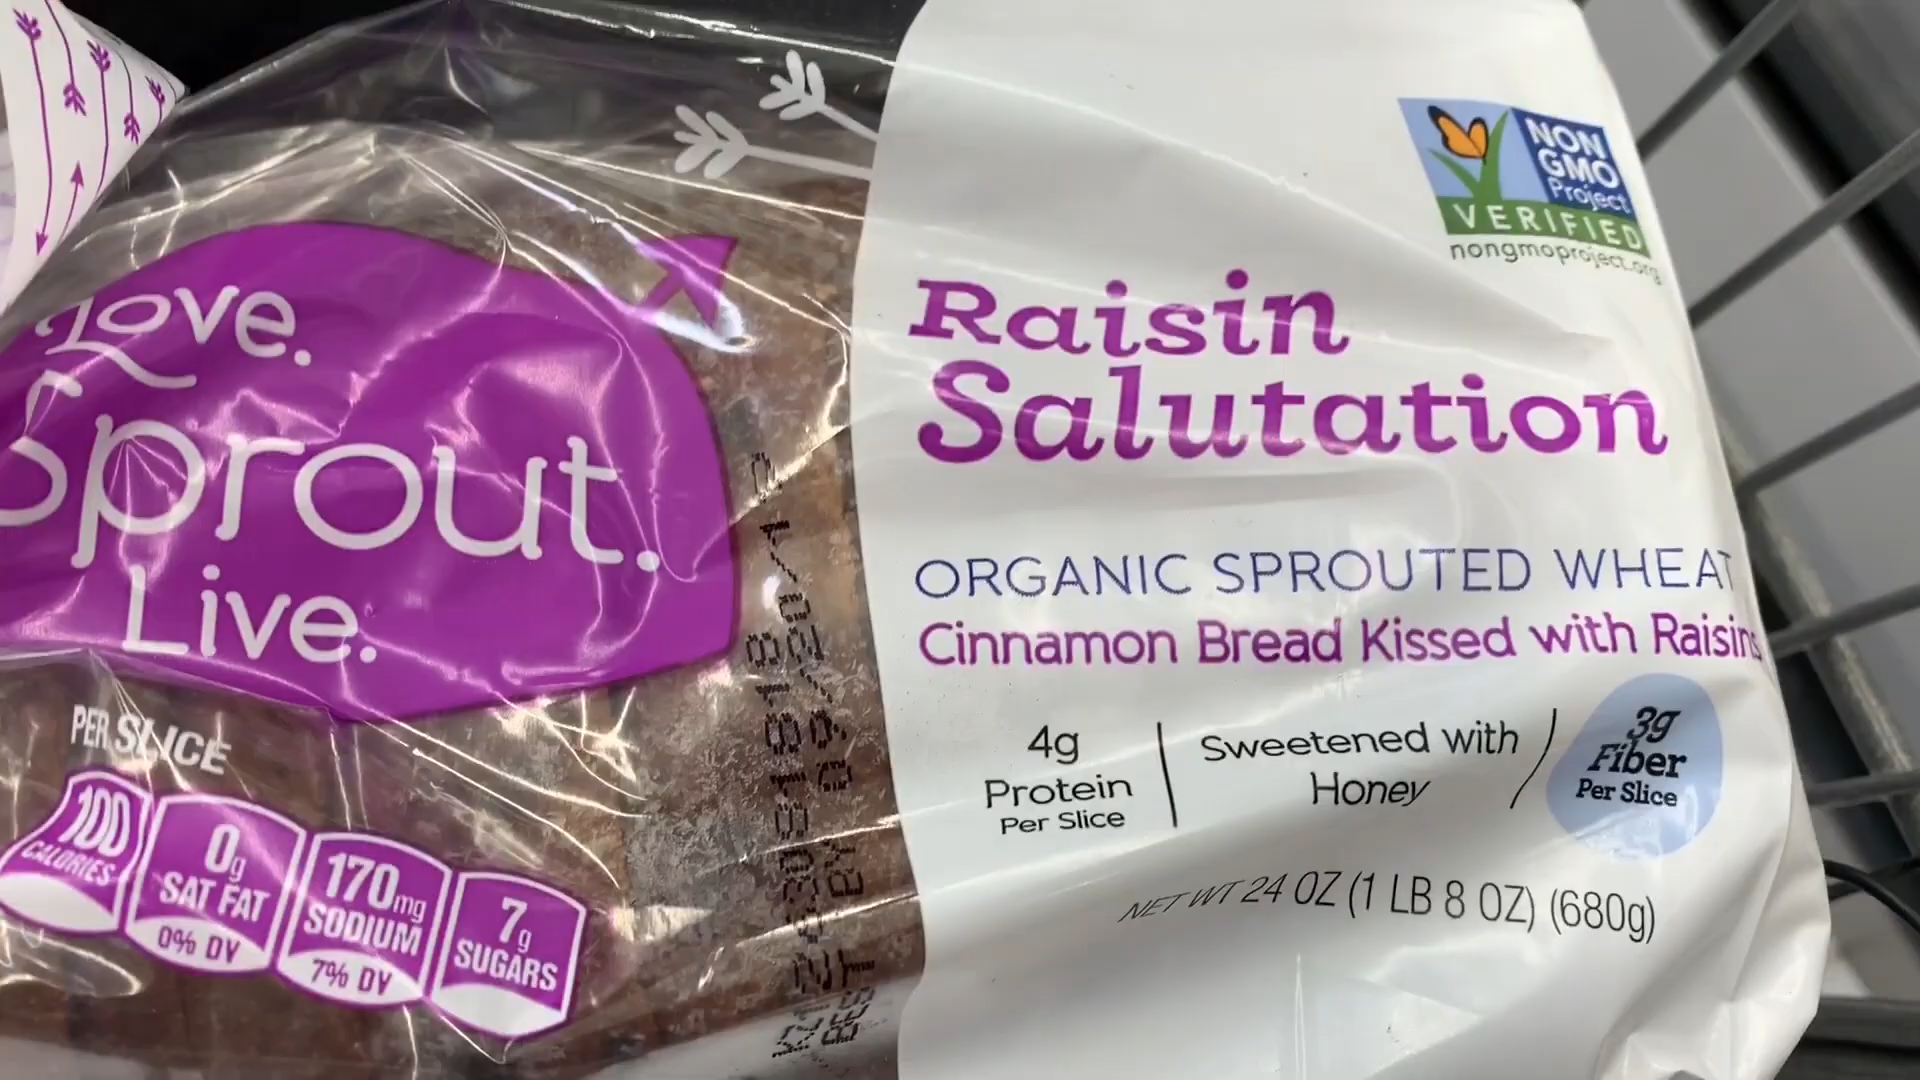 Love.
Sprout.
Live.
PER SLICE
100
CALORIES
0g
SAT FAT
0% DV
170mg
SODIUM
7% DV
7g
SUGARS
NON
GMO
Project
VERIFIED
nongmoproject.org
Raisin
Salutation
ORGANIC SPROUTED WHEAT
Cinnamon Bread Kissed with Raisins
4g
Protein
Per Slice
Sweetened with
Honey
3g
Fiber
Per Slice
NET WT 24 OZ (1 LB 8 OZ) (680g)